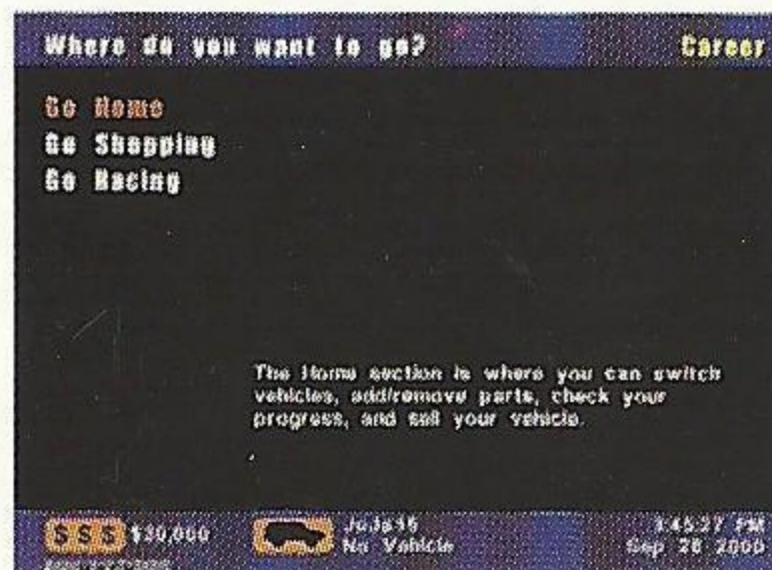 Where do you want to go?
Career
Go Home
Go Shopping
Go Racing
The Home section is where you can switch
vehicles, add/remove parts, check your
progress, and sell your vehicle.
$ $ $ $30,000
No Vehicle
Sep 26 2000